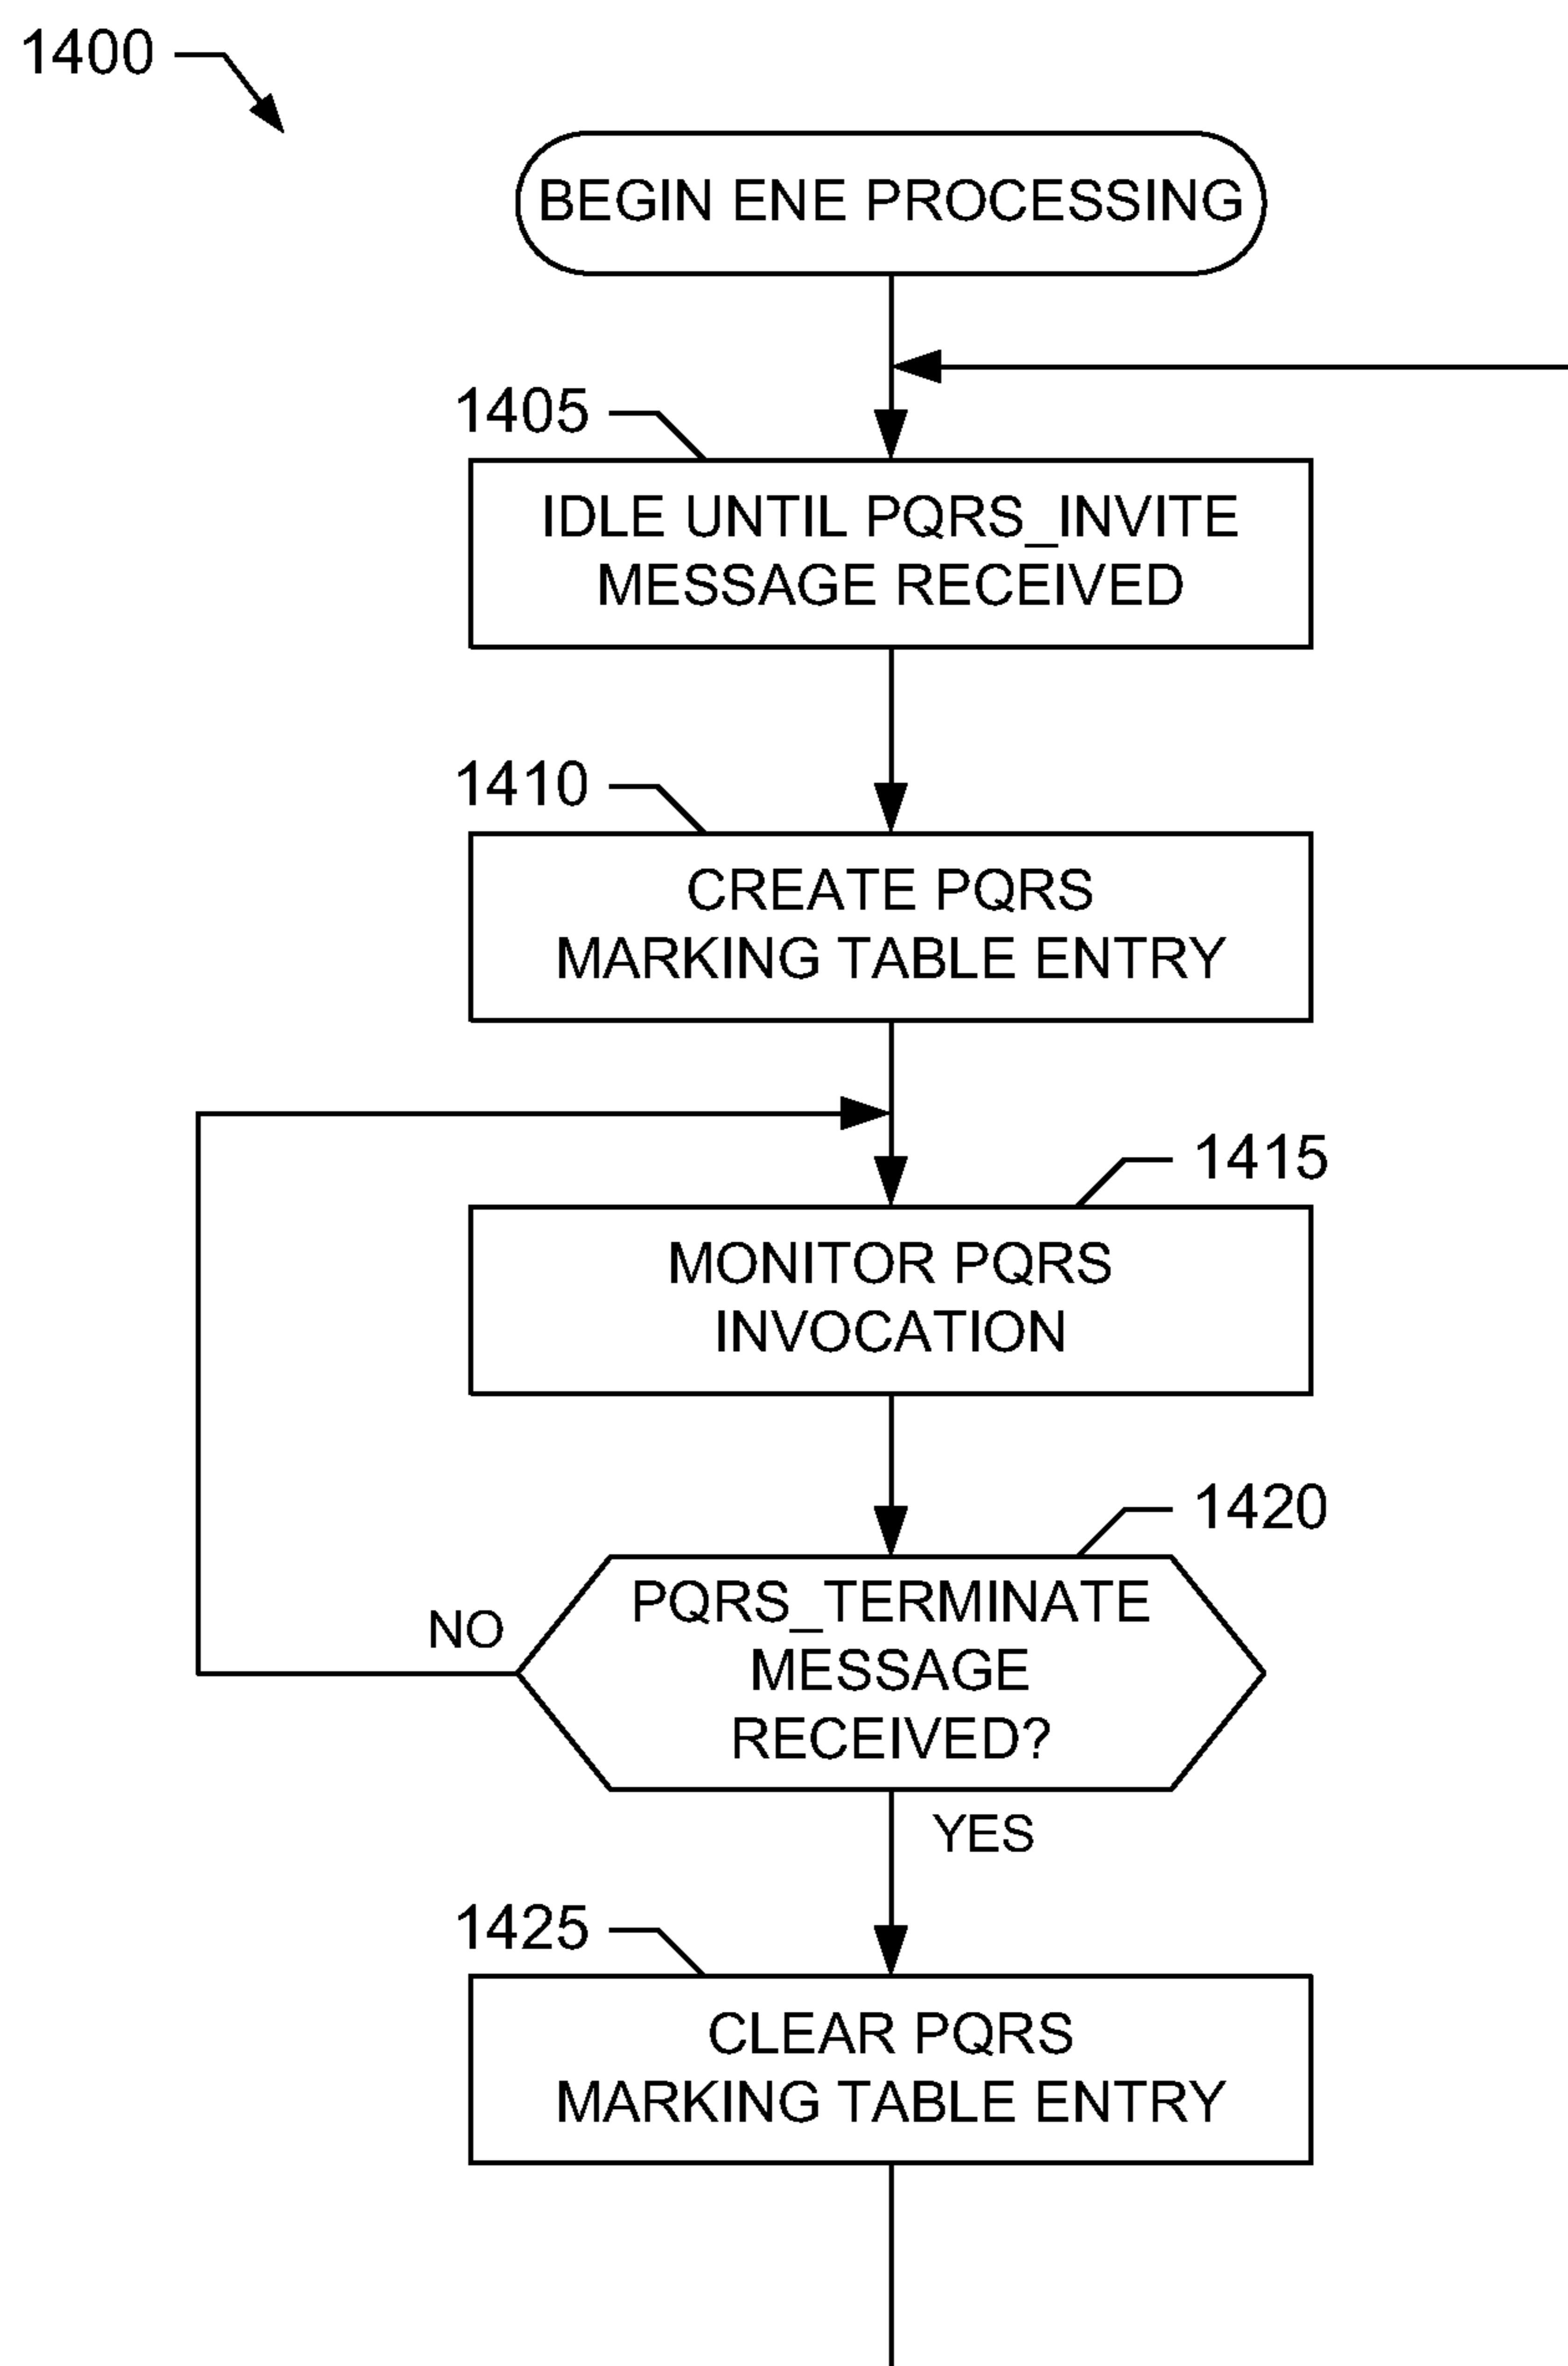 1400
BEGIN ENE PROCESSING
1405
IDLE UNTIL PQRS_INVITE
MESSAGE RECEIVED
1410
CREATE PQRS
MARKING TABLE ENTRY
1415
MONITOR PQRS
INVOCATION
1420
PQRS_TERMINATE
MESSAGE
RECEIVED?
NO
YES
1425
CLEAR PQRS
MARKING TABLE ENTRY